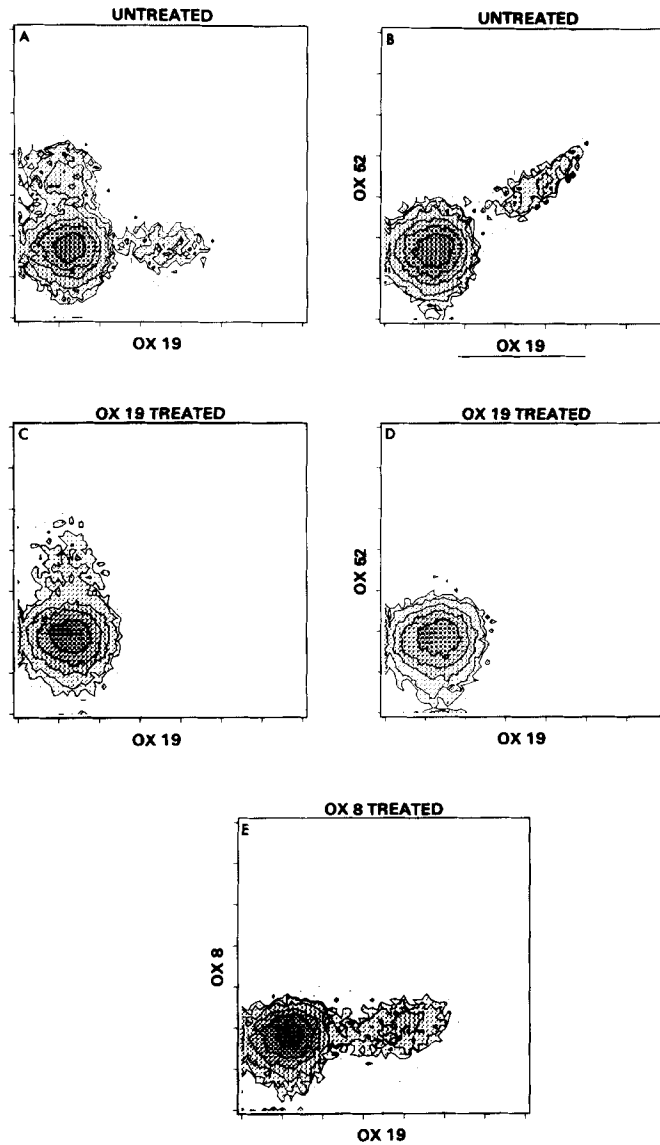 UNTREATED
A
OX 19
UNTREATED
B
OX 52
OX 19
OX 19 TREATED
C
OX 19
OX 19 TREATED
D
OX 52
OX 19
OX 8 TREATED
E
OX 8
OX 19